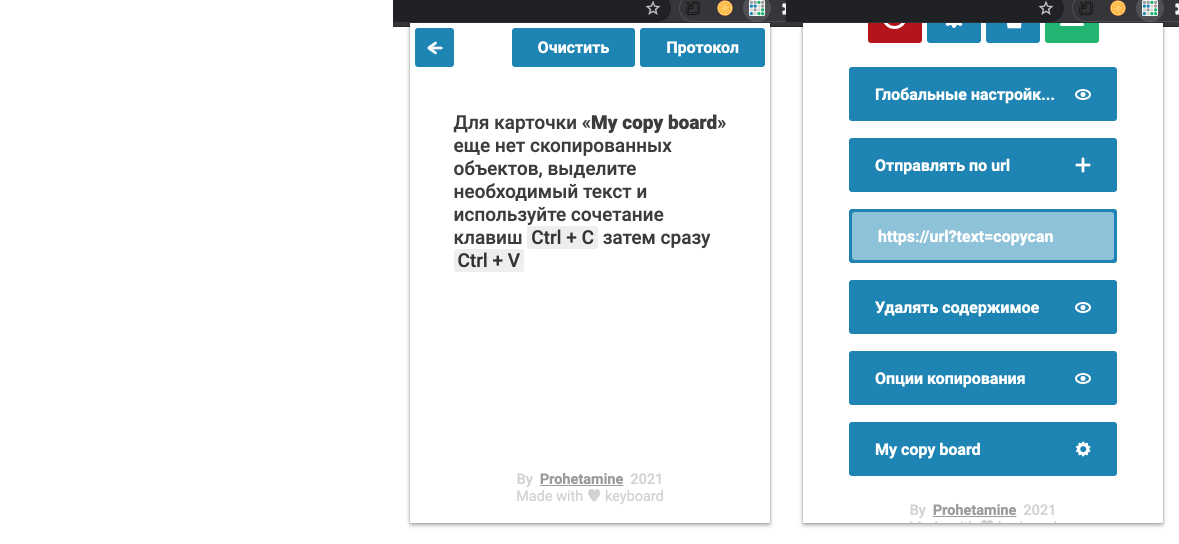 Очистить
Протокол
Для карточки «My copy board»
еще нет скопированных
объектов, выделите
необходимый текст и
используйте сочетание
клавиш Ctrl + C затем сразу
Ctrl + V
By Prohetamine 2021
Made with ♥ keyboard
Глобальные настройк...
Отправлять по url
https://url?text=copycan
Удалять содержимое
Опции копирования
My copy board
By Prohetamine 2021